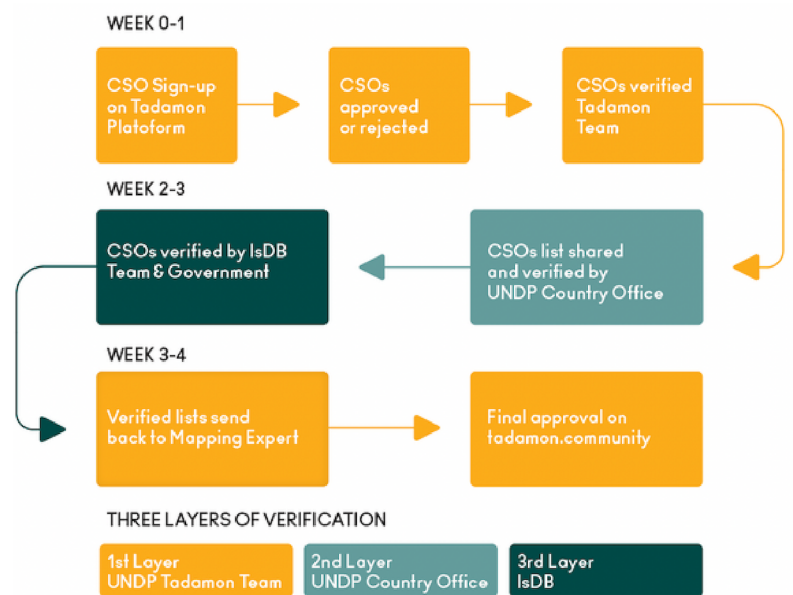 WEEK 0-1
CSO Sign-up
on Tadamon
Platoform
CSOs
approved
or rejected
CSOs verified
Tadamon
Team
WEEK 2-3
CSOs verified by IsDB
Team & Government
CSOs list shared
and verified by
UNDP Country Office
WEEK 3-4
Verified lists send
back to Mapping Expert
Final approval on
tadamon.community
THREE LAYERS OF VERIFICATION
1st Layer
UNDP Tadamon Team
2nd Layer
UNDP Country Office
3rd Layer
IsDB